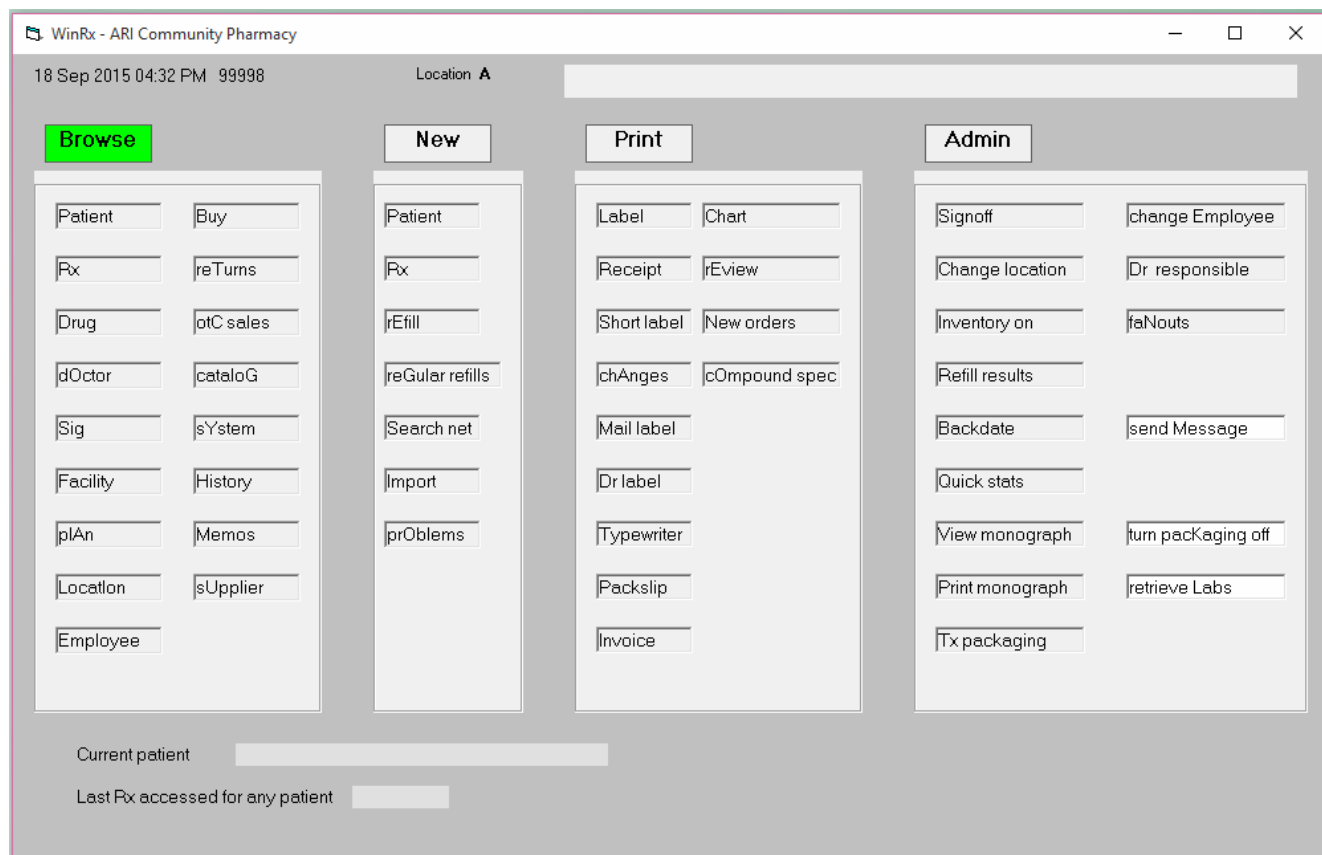 WinRx - ARI Community Pharmacy
18 Sep 2015 04:32 PM 99998 Location A
Browse New Print Admin
Patient Buy Patient Label Chart Signoff change Employee
Rx reTurns Rx Receipt rEview Change location Dr responsible
Drug otC sales rEfill Short label New orders Inventory on faNouts
dOctor cataloG reGular refills chAnges cOmpound spec Refill results
Sig sYstem Search net Mail label Backdate send Message
Facility History Import Dr label Quick stats
plAn Memos prOblems Typewriter View monograph turn pacKaging off
LocatIon sUpplier Packslip Print monograph retrieve Labs
Employee Invoice Tx packaging
Current patient
Last Rx accessed for any patient